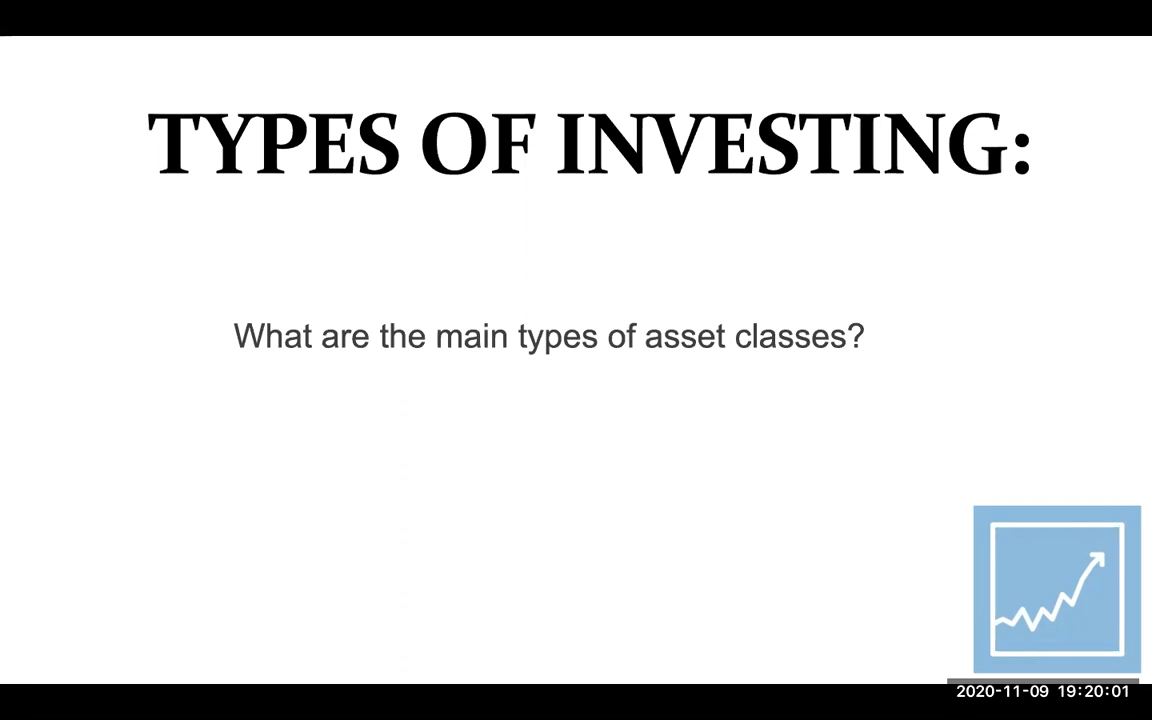 TYPES OF INVESTING:
What are the main types of asset classes?
2020-11-09 19:20:01